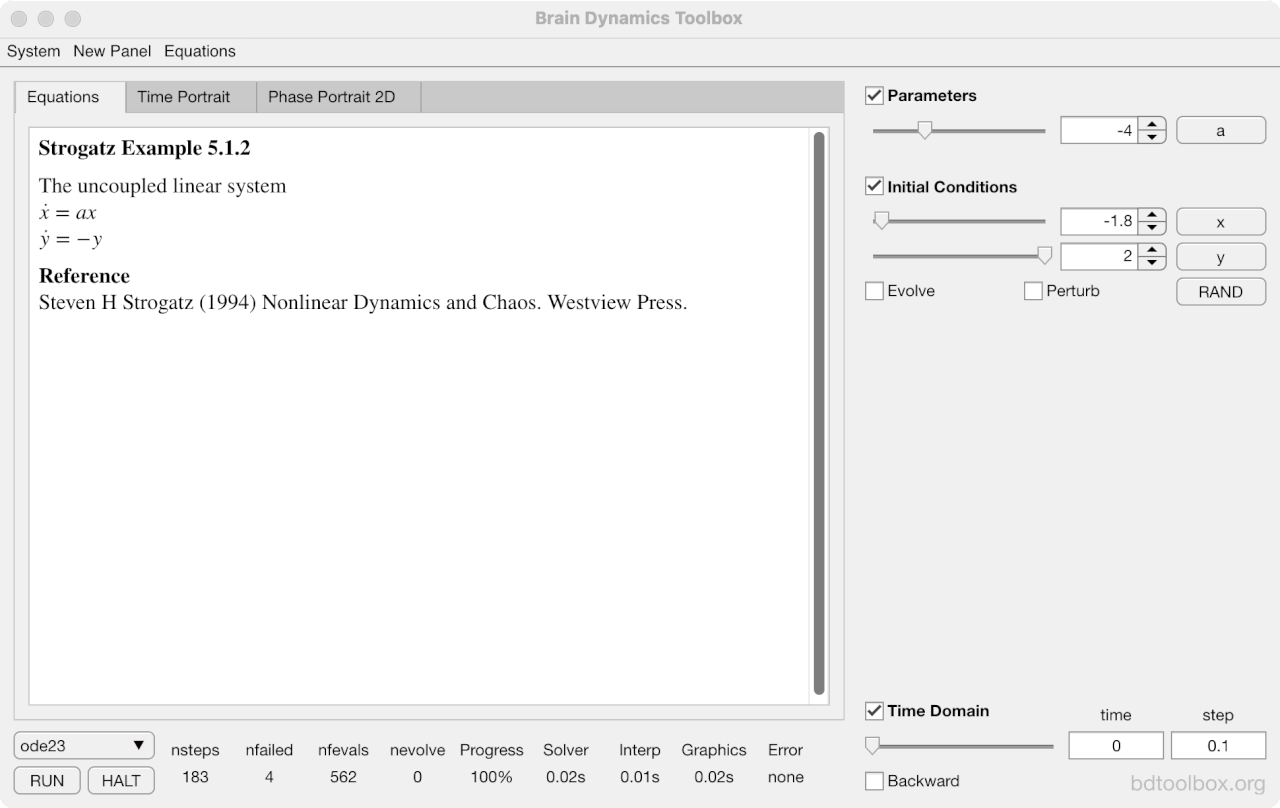 Brain Dynamics Toolbox
System New Panel Equations
Equations Time Portrait Phase Portrait 2D
Strogatz Example 5.1.2
The uncoupled linear system
ẋ = ax
ẏ = −y
Reference
Steven H Strogatz (1994) Nonlinear Dynamics and Chaos. Westview Press.
Parameters
-4 a
Initial Conditions
-1.8 x
2 y
Evolve Perturb RAND
Time Domain time step
0 0.1
Backward
bdtoolbox.org
ode23 nsteps nfailed nfevals nevolve Progress Solver Interp Graphics Error
RUN HALT 183 4 562 0 100% 0.02s 0.01s 0.02s none